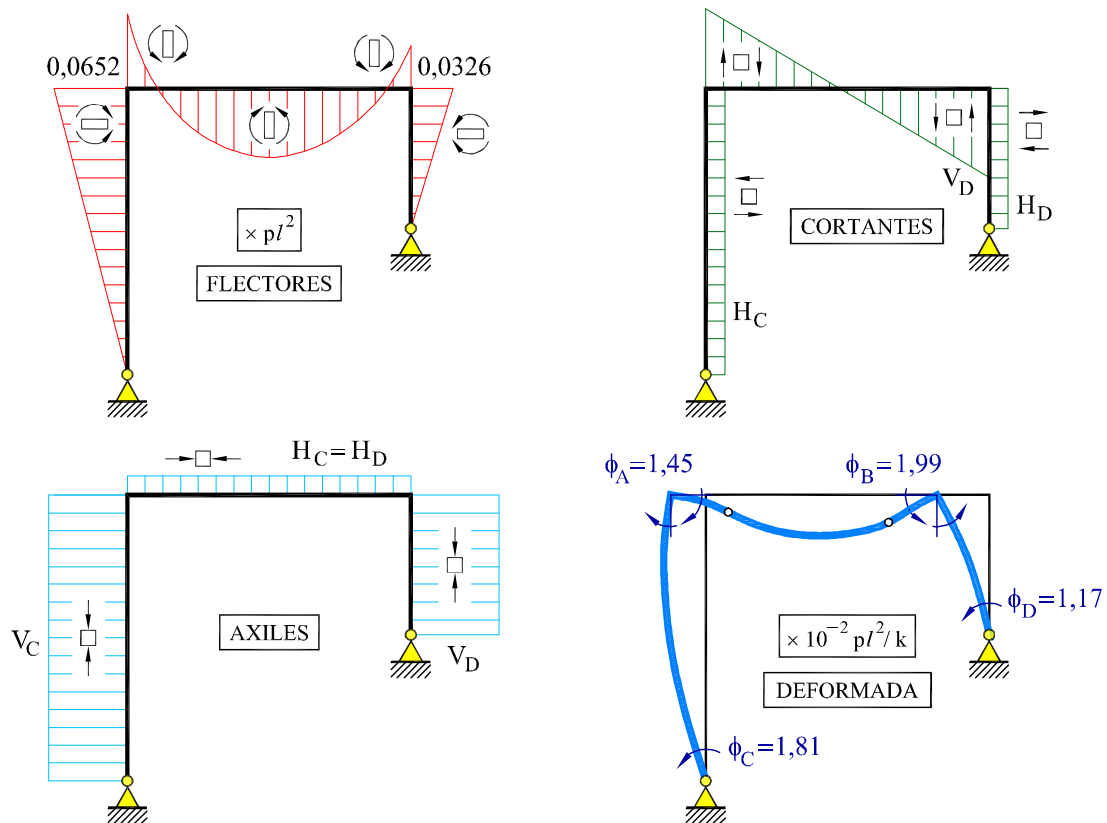 0,0652
0,0326
× pl²
FLECTORES
V_D
H_D
CORTANTES
H_C
H_C=H_D
V_C
AXILES
V_D
ϕ_A=1,45
ϕ_B=1,99
ϕ_D=1,17
× 10⁻² pl²/k
DEFORMADA
ϕ_C=1,81